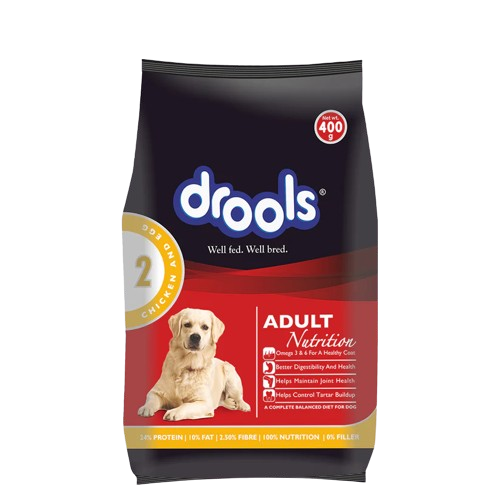 Net wt.
400
g
drools®
Well fed. Well bred.
2
CHICKEN AND EGG
ADULT
Nutrition
Omega 3 & 6 For A Healthy Coat
Better Digestibility And Health
Helps Maintain Joint Health
Helps Control Tartar Buildup
A COMPLETE BALANCED DIET FOR DOG
24% PROTEIN | 10% FAT | 2.50% FIBRE | 100% NUTRITION | 0% FILLER